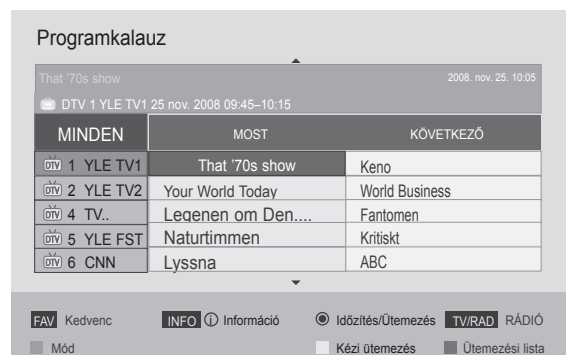 Programkalauz
That '70s show 2008. nov. 25. 10:05
DTV 1 YLE TV1 25 nov. 2008 09:45–10:15
MINDEN MOST KÖVETKEZŐ
DTV 1 YLE TV1 That '70s show Keno
DTV 2 YLE TV2 Your World Today World Business
DTV 4 TV.. Legenen om Den.... Fantomen
DTV 5 YLE FST Naturtimmen Kritiskt
DTV 6 CNN Lyssna ABC
FAV Kedvenc INFO i Információ Időzítés/Ütemezés TV/RAD RÁDIÓ
Mód Kézi ütemezés Ütemezési lista